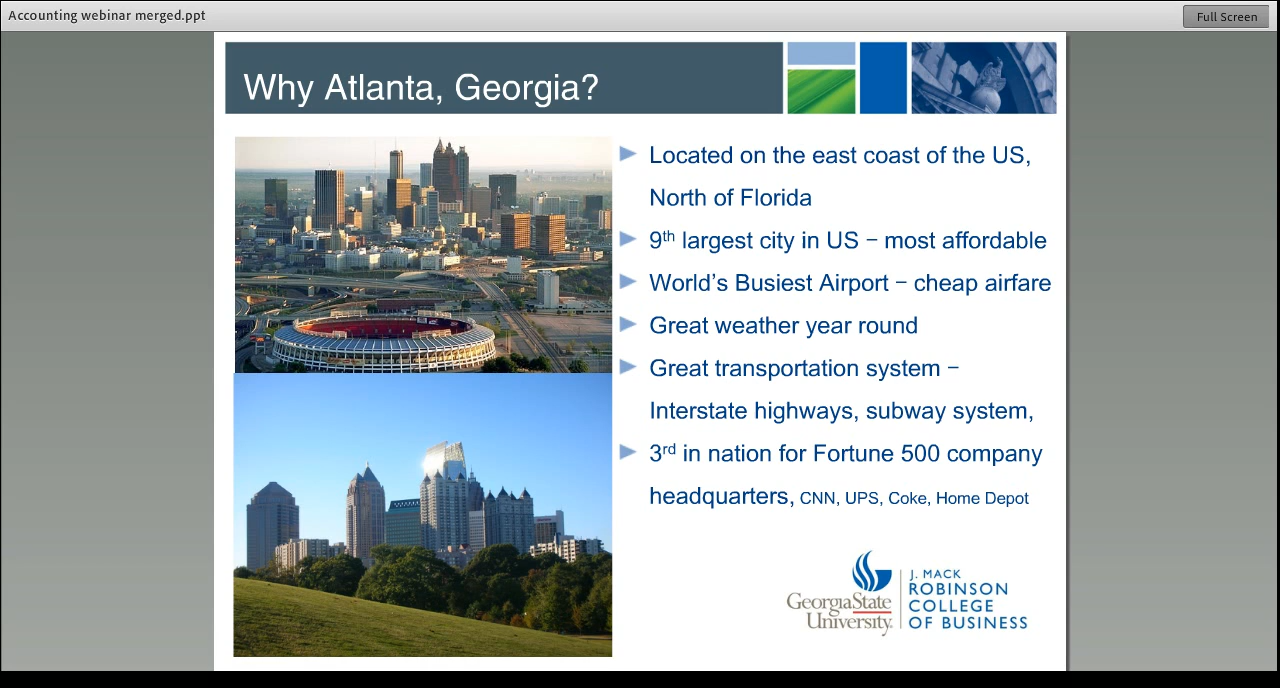 Accounting webinar merged.ppt
Full Screen
Why Atlanta, Georgia?
Located on the east coast of the US,
North of Florida
9th largest city in US – most affordable
World's Busiest Airport – cheap airfare
Great weather year round
Great transportation system –
Interstate highways, subway system,
3rd in nation for Fortune 500 company
headquarters, CNN, UPS, Coke, Home Depot
GeorgiaState
University.
J. MACK
ROBINSON
COLLEGE
OF BUSINESS